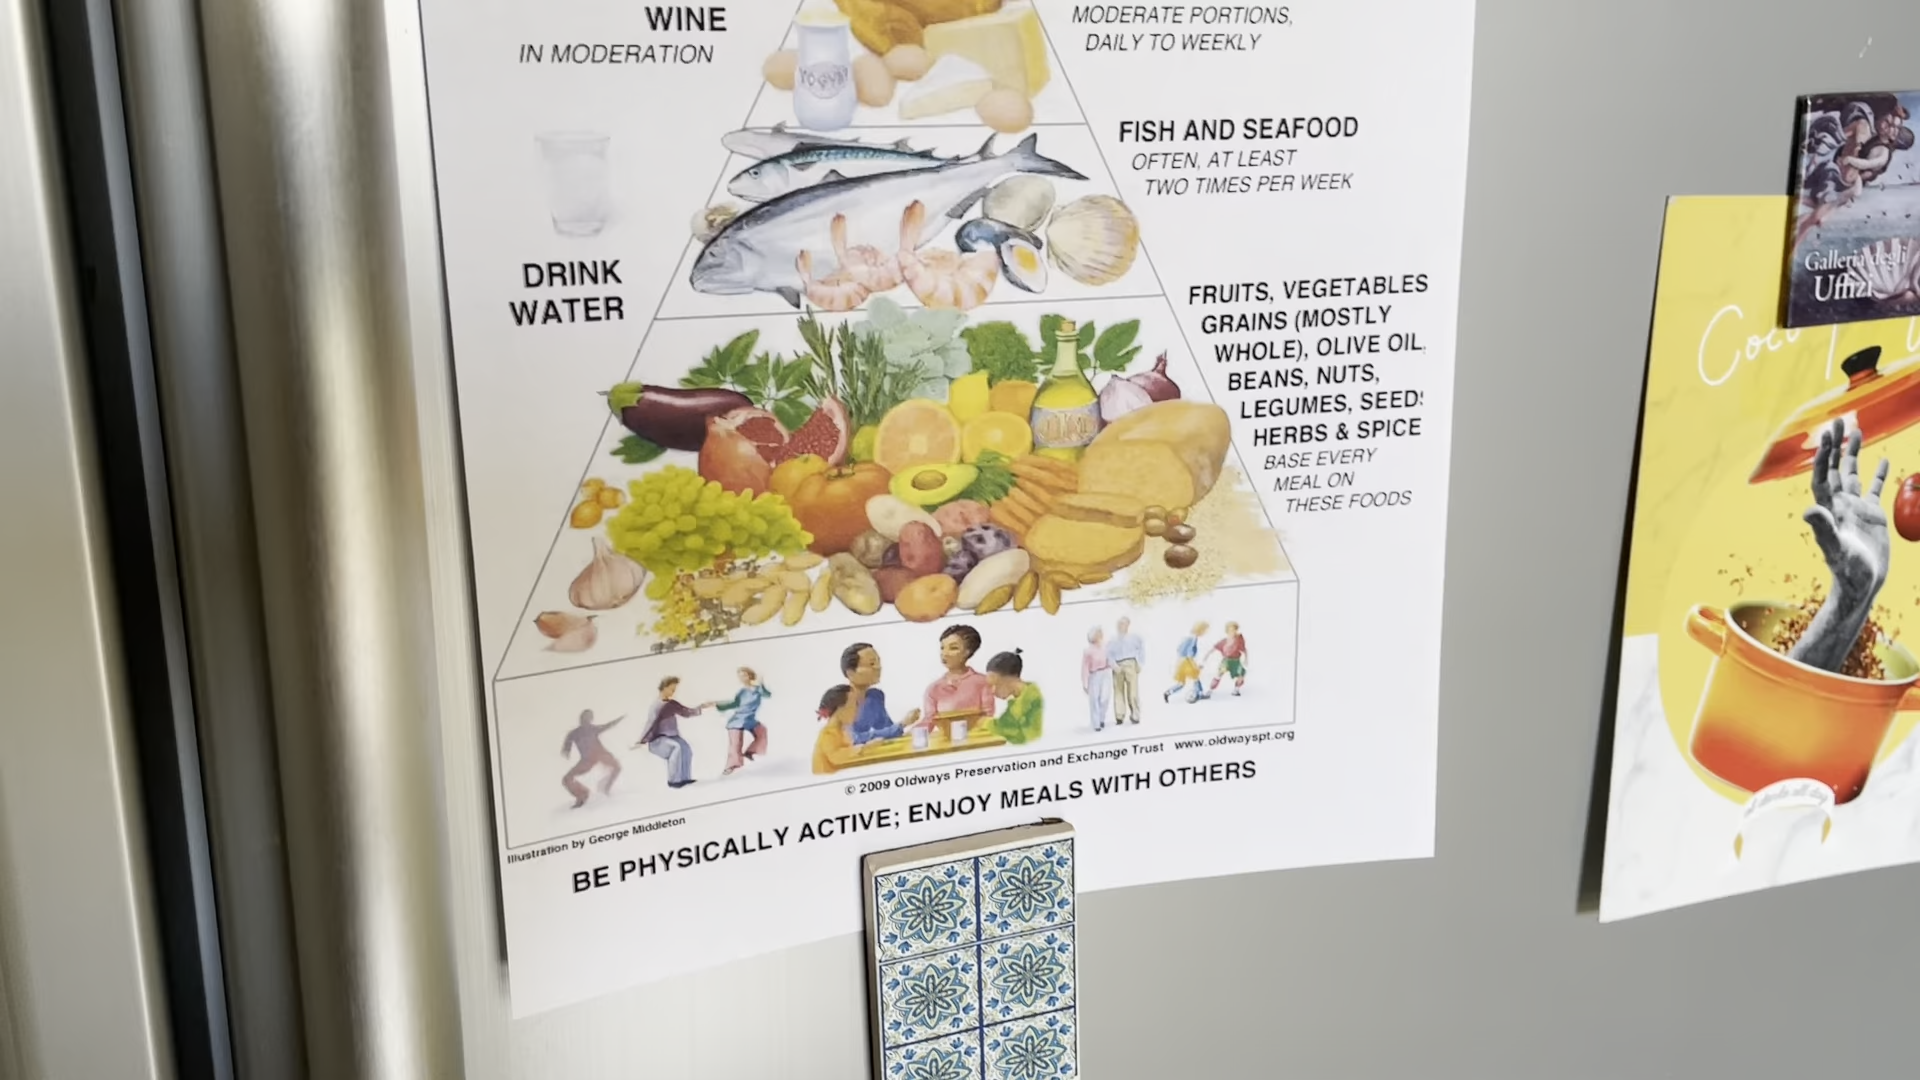 WINE
IN MODERATION
MODERATE PORTIONS,
DAILY TO WEEKLY
YOGURT
FISH AND SEAFOOD
OFTEN, AT LEAST
TWO TIMES PER WEEK
DRINK
WATER
FRUITS, VEGETABLES
GRAINS (MOSTLY
WHOLE), OLIVE OIL,
BEANS, NUTS,
LEGUMES, SEEDS
HERBS & SPICE
BASE EVERY
MEAL ON
THESE FOODS
Illustration by George Middleton
© 2009 Oldways Preservation and Exchange Trust www.oldwayspt.org
BE PHYSICALLY ACTIVE; ENJOY MEALS WITH OTHERS
Galleria degli
Uffizi